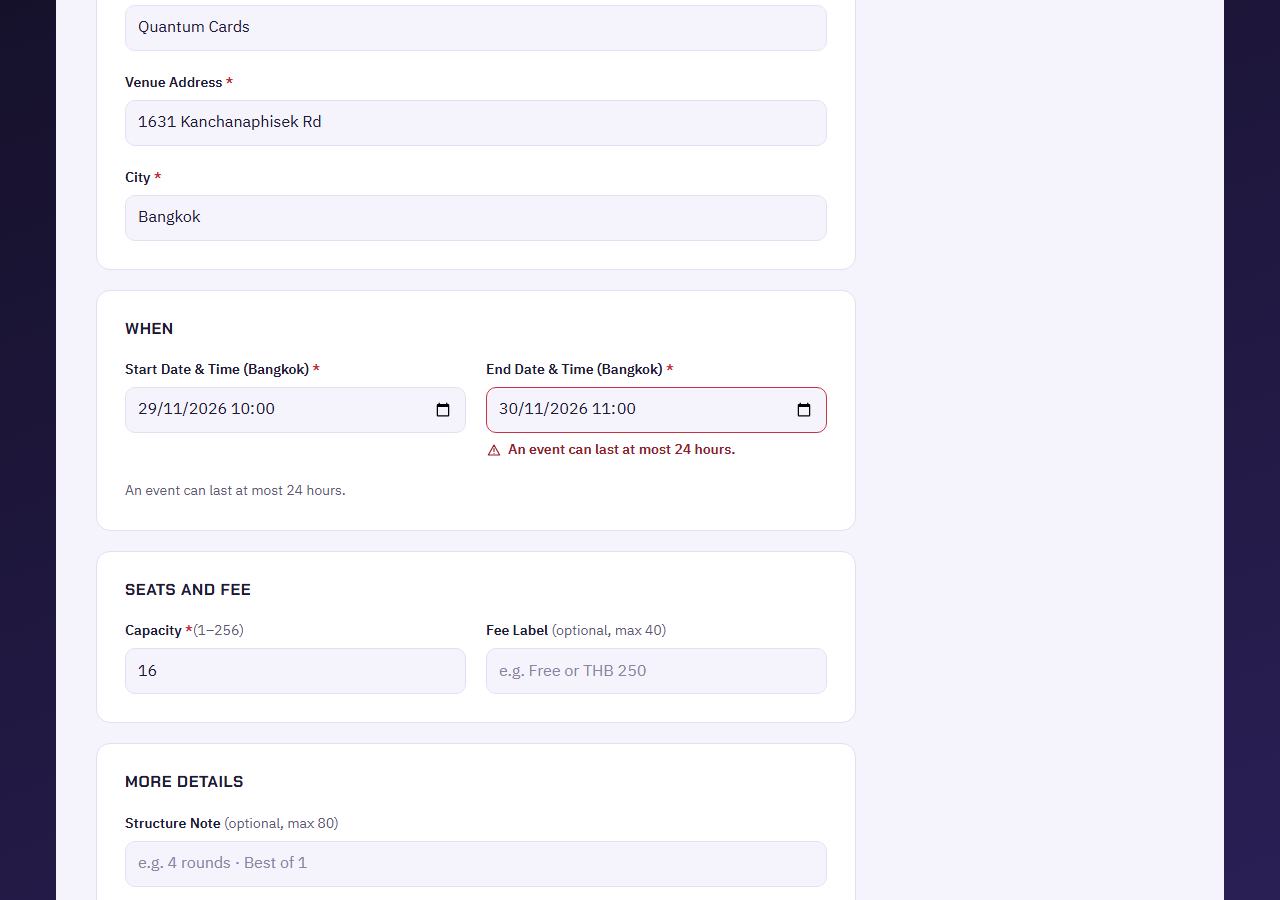 Quantum Cards
Venue Address *
1631 Kanchanaphisek Rd
City *
Bangkok
WHEN
Start Date & Time (Bangkok) *
End Date & Time (Bangkok) *
29/11/2026 10:00
30/11/2026 11:00
An event can last at most 24 hours.
An event can last at most 24 hours.
SEATS AND FEE
Capacity *(1–256)
Fee Label (optional, max 40)
16
e.g. Free or THB 250
MORE DETAILS
Structure Note (optional, max 80)
e.g. 4 rounds · Best of 1